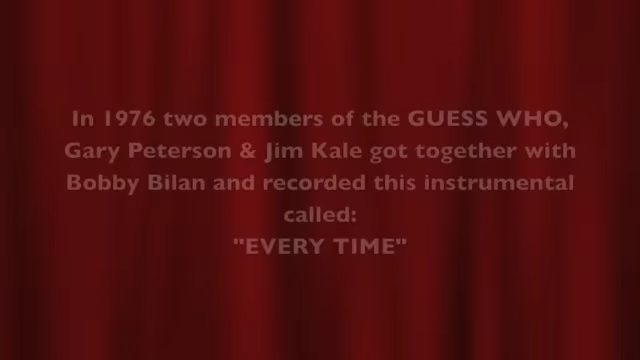 In 1976 two members of the GUESS WHO,
Gary Peterson & Jim Kale got together with
Bobby Bilan and recorded this instrumental
called:
"EVERY TIME"